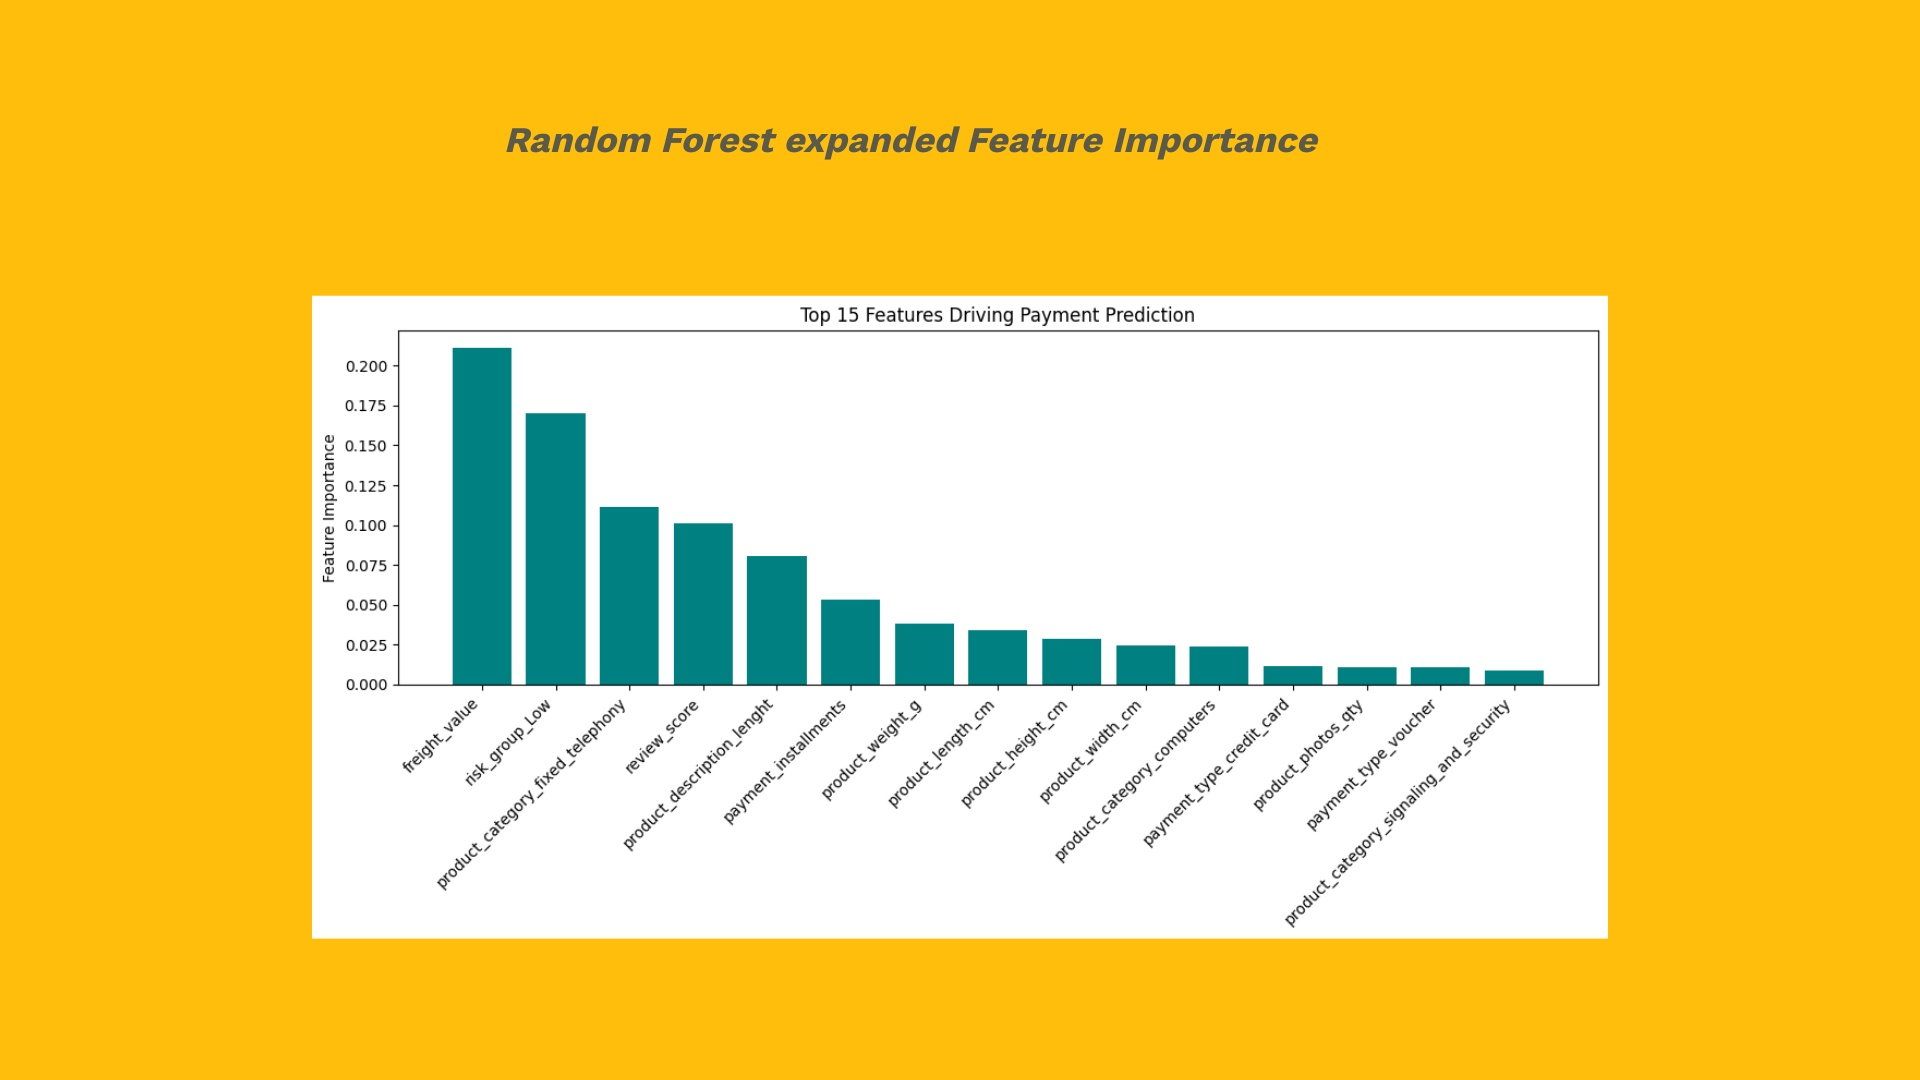 Random Forest expanded Feature Importance
Top 15 Features Driving Payment Prediction
Feature Importance
0.200
0.175
0.150
0.125
0.100
0.075
0.050
0.025
0.000
freight_value
risk_group_Low
product_category_fixed_telephony
review_score
product_description_lenght
payment_installments
product_weight_g
product_length_cm
product_height_cm
product_width_cm
product_category_computers
payment_type_credit_card
product_photos_qty
payment_type_voucher
product_category_signaling_and_security